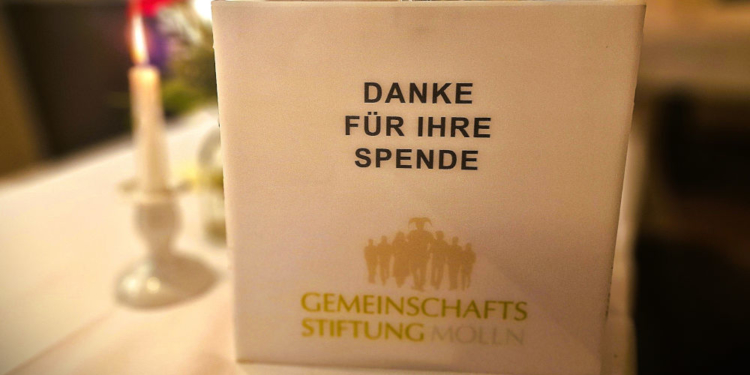 DANKE
FÜR IHRE
SPENDE
GEMEINSCHAFTS
STIFTUNG MÖLLN